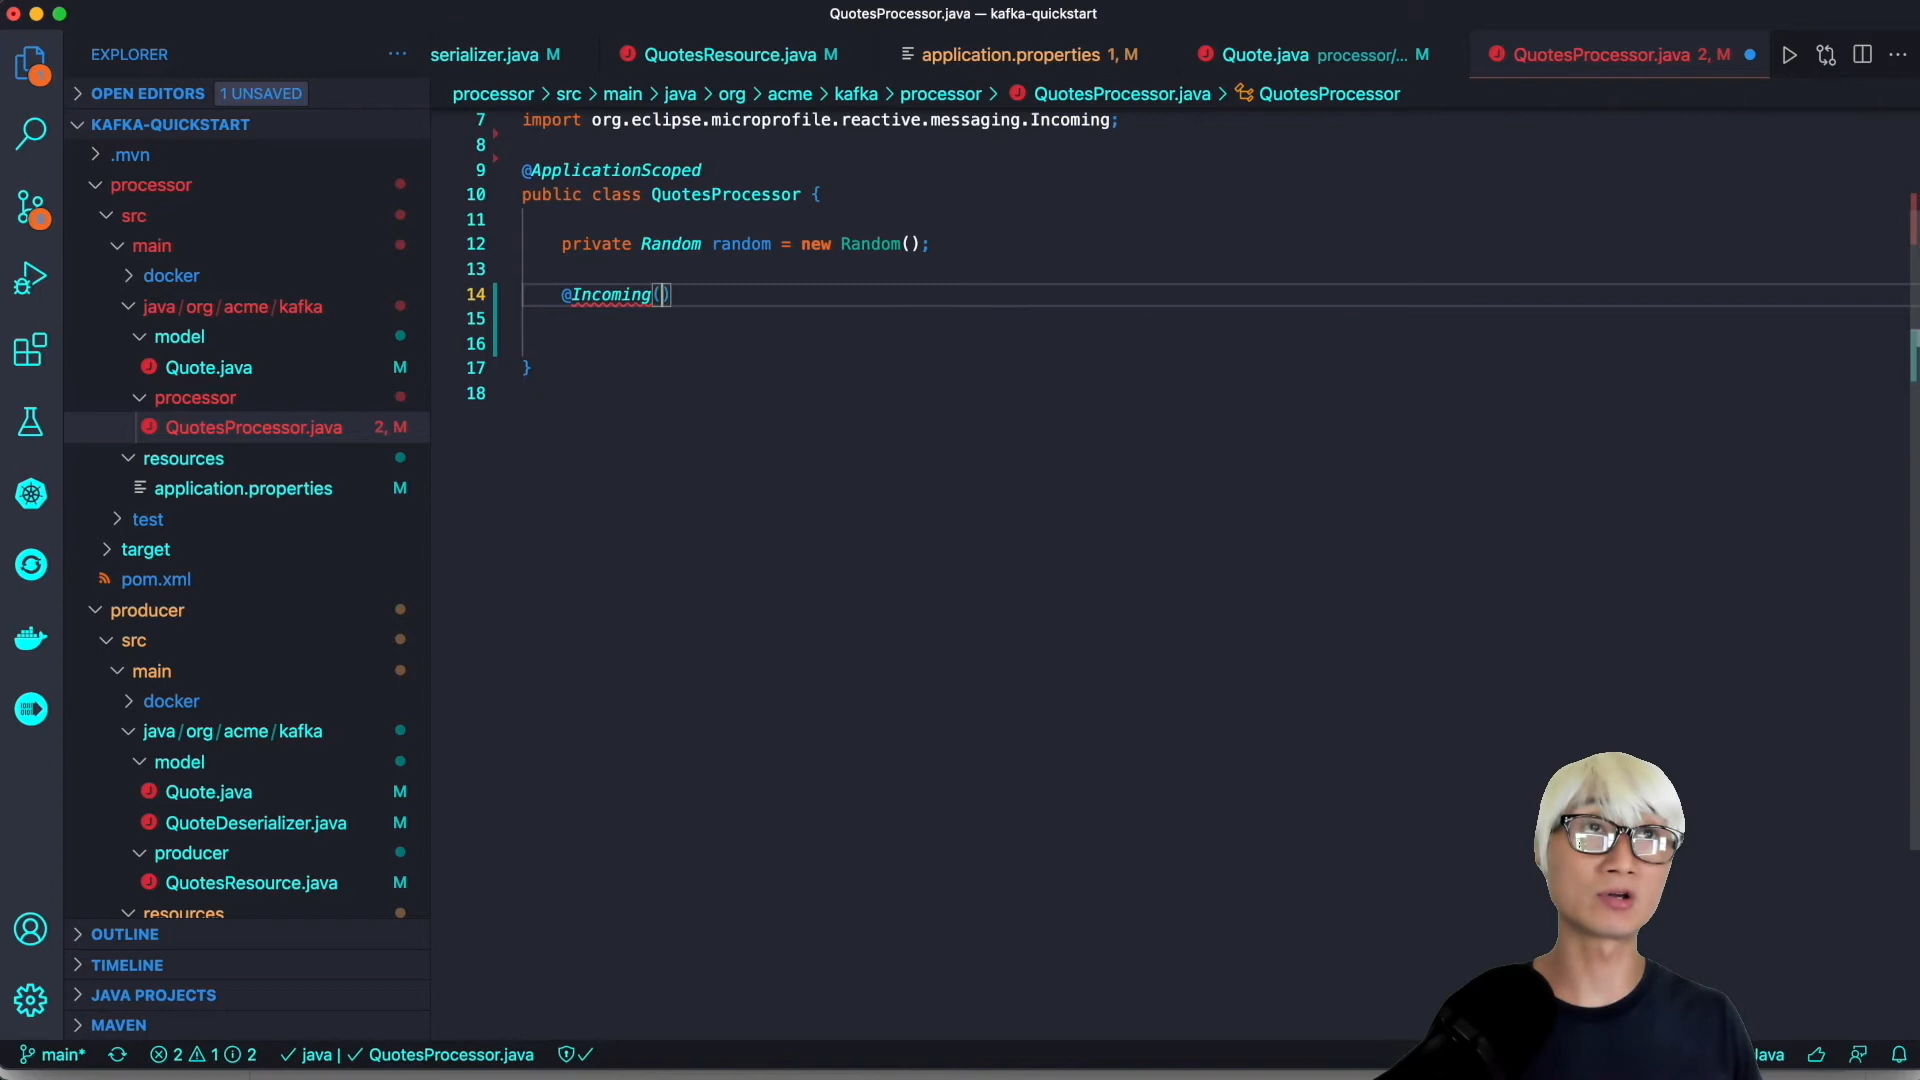 QuotesProcessor.java — kafka-quickstart
EXPLORER
serializer.java M
QuotesResource.java M
application.properties 1, M
Quote.java processor/... M
QuotesProcessor.java 2, M
OPEN EDITORS 1 UNSAVED
processor > src > main > java > org > acme > kafka > processor > QuotesProcessor.java > QuotesProcessor
KAFKA-QUICKSTART
.mvn
processor
src
main
docker
java/org/acme/kafka
model
Quote.java M
processor
QuotesProcessor.java 2, M
resources
application.properties M
test
target
pom.xml
producer
src
main
docker
java/org/acme/kafka
model
Quote.java M
QuoteDeserializer.java M
producer
QuotesResource.java M
resources
OUTLINE
TIMELINE
JAVA PROJECTS
MAVEN
7 import org.eclipse.microprofile.reactive.messaging.Incoming;
8
9 @ApplicationScoped
10 public class QuotesProcessor {
11
12 private Random random = new Random();
13
14 @Incoming()
15
16
17 }
18
main* 2 1 2 java | QuotesProcessor.java
Java